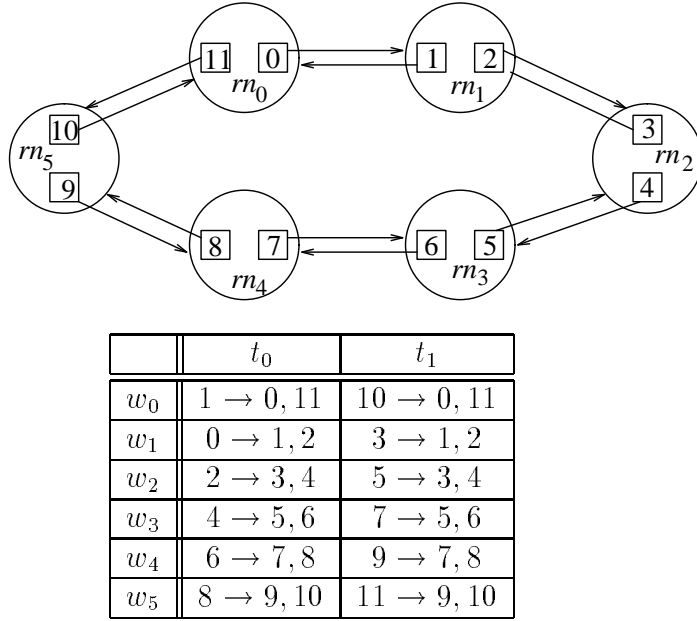 11 0 1 2
rn₀ rn₁
10 3
rn₅ rn₂
9 4
8 7 6 5
rn₄ rn₃
t₀ t₁
w₀ 1 → 0, 11 10 → 0, 11
w₁ 0 → 1, 2 3 → 1, 2
w₂ 2 → 3, 4 5 → 3, 4
w₃ 4 → 5, 6 7 → 5, 6
w₄ 6 → 7, 8 9 → 7, 8
w₅ 8 → 9, 10 11 → 9, 10